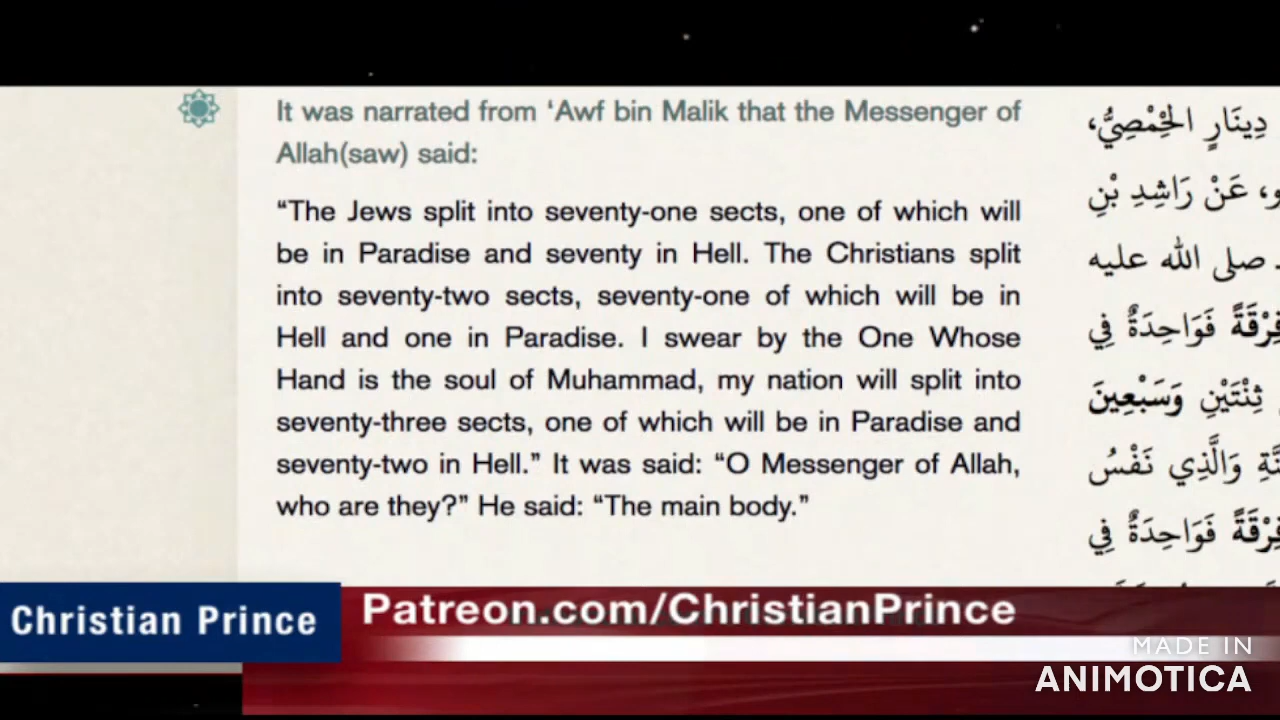 It was narrated from ‘Awf bin Malik that the Messenger of
Allah(saw) said:
“The Jews split into seventy-one sects, one of which will
be in Paradise and seventy in Hell. The Christians split
into seventy-two sects, seventy-one of which will be in
Hell and one in Paradise. I swear by the One Whose
Hand is the soul of Muhammad, my nation will split into
seventy-three sects, one of which will be in Paradise and
seventy-two in Hell.” It was said: “O Messenger of Allah,
who are they?” He said: “The main body.”
دِينَارٍ الْحِمْصِيُّ،
عَنْ رَاشِدِ بْنِ
صلى الله عليه
فِرْقَةً فَوَاحِدَةٌ فِي
ثِنْتَيْنِ وَسَبْعِينَ
وَالَّذِي نَفْسُ
فِرْقَةً فَوَاحِدَةٌ فِي
Christian Prince
Patreon.com/ChristianPrince
MADE IN
ANIMOTICA